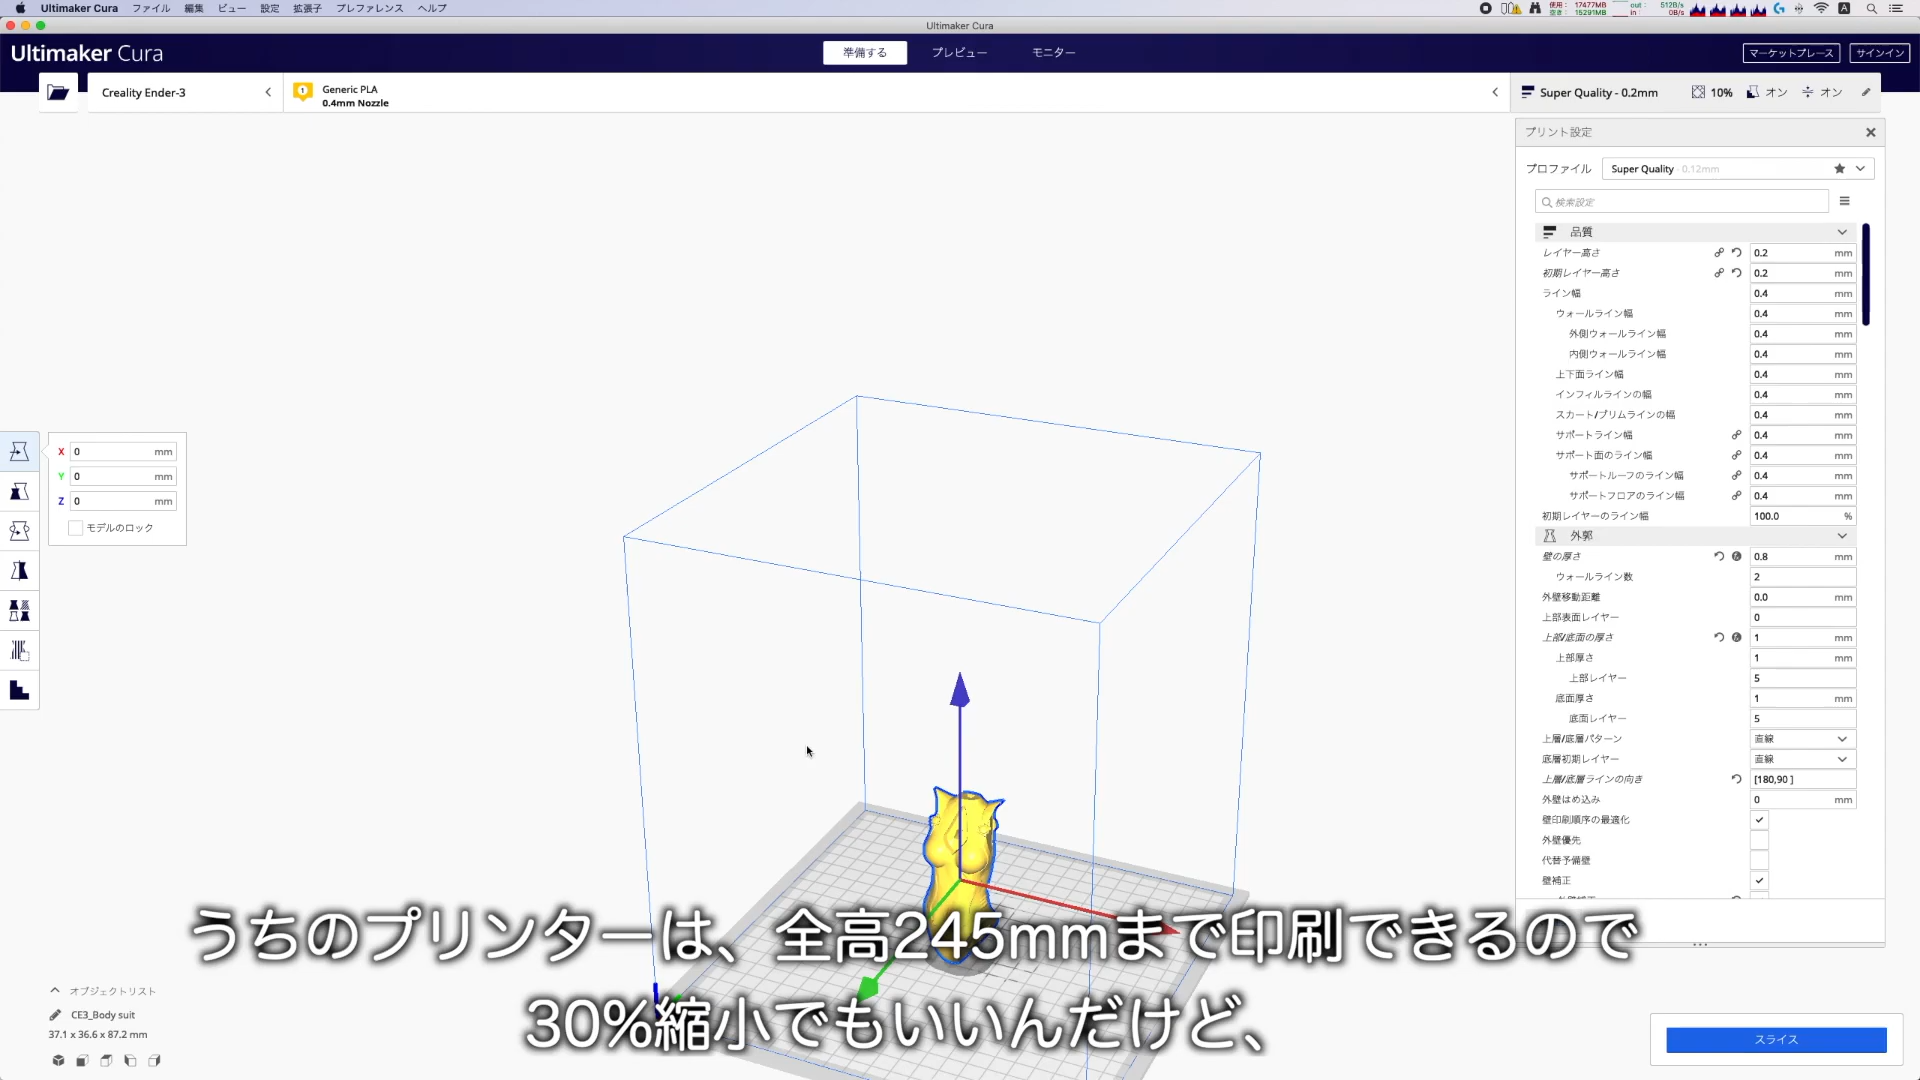 Ultimaker Cura ファイル 編集 ビュー 設定 拡張子 プレファレンス ヘルプ
使用: 17477MB out : 512B/s
空き: 15291MB in : 0B/s
Ultimaker Cura
Ultimaker Cura
準備する プレビュー モニター
マーケットプレース サインイン
Creality Ender-3
1 Generic PLA
0.4mm Nozzle
Super Quality - 0.2mm 10% オン オン
プリント設定
プロファイル Super Quality - 0.12mm
検索設定
品質
レイヤー高さ 0.2 mm
初期レイヤー高さ 0.2 mm
ライン幅 0.4 mm
ウォールライン幅 0.4 mm
外側ウォールライン幅 0.4 mm
内側ウォールライン幅 0.4 mm
上下面ライン幅 0.4 mm
インフィルラインの幅 0.4 mm
スカート/ブリムラインの幅 0.4 mm
サポートライン幅 0.4 mm
サポート面のライン幅 0.4 mm
サポートルーフのライン幅 0.4 mm
サポートフロアのライン幅 0.4 mm
初期レイヤーのライン幅 100.0 %
外郭
壁の厚さ 0.8 mm
ウォールライン数 2
外壁移動距離 0.0 mm
上部表面レイヤー 0
上部/底面の厚さ 1 mm
上部厚さ 1 mm
上部レイヤー 5
底面厚さ 1 mm
底面レイヤー 5
上層/底層パターン 直線
底層初期レイヤー 直線
上層/底層ラインの向き [180,90 ]
外壁はめ込み 0 mm
壁印刷順序の最適化
外壁優先
代替予備壁
壁補正
X 0 mm
Y 0 mm
Z 0 mm
モデルのロック
うちのプリンターは、全高245mmまで印刷できるので
30%縮小でもいいんだけど、
オブジェクトリスト
CE3_Body suit
37.1 x 36.6 x 87.2 mm
スライス